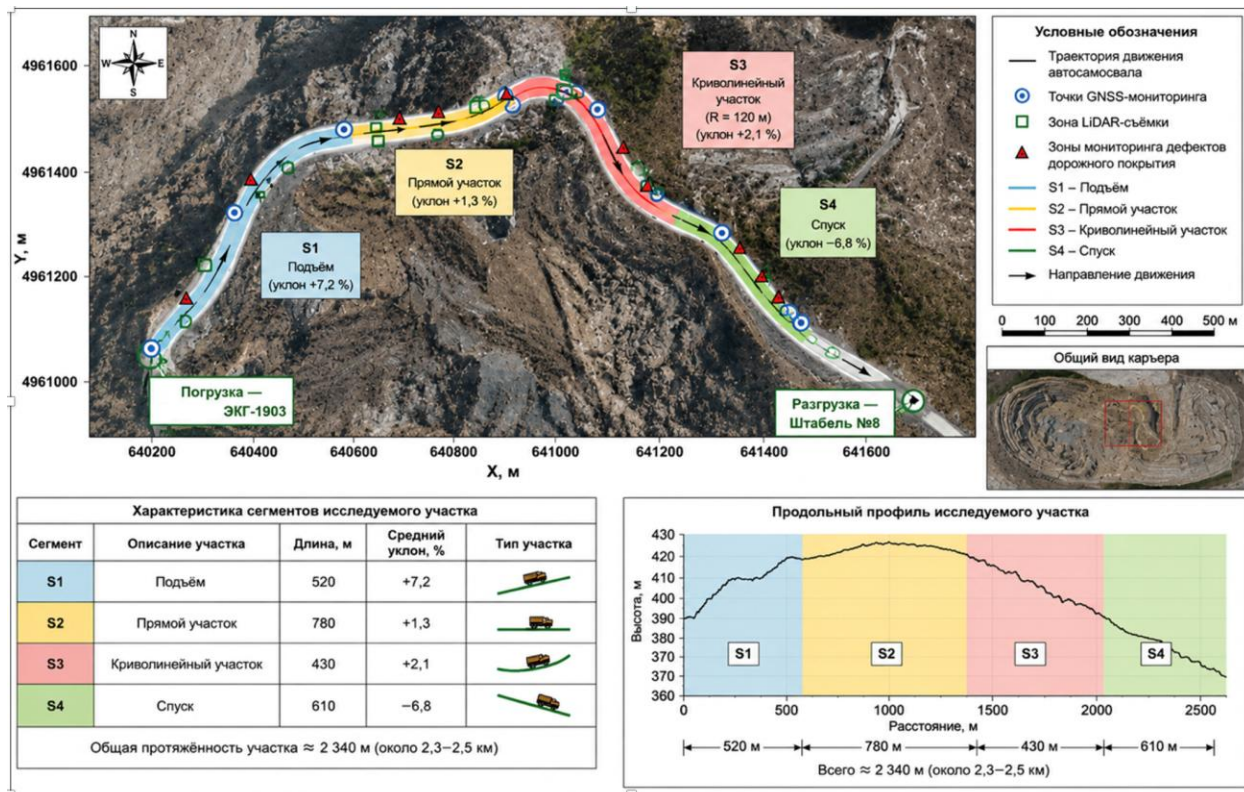 N
W
E
S
4961600
4961400
4961200
4961000
Y, м
640200
640400
640600
640800
641000
641200
641400
641600
X, м
S1
Подъём
(уклон +7,2 %)
S2
Прямой участок
(уклон +1,3 %)
S3
Криволинейный
участок
(R = 120 м)
(уклон +2,1 %)
S4
Спуск
(уклон −6,8 %)
Погрузка —
ЭКГ-1903
Разгрузка —
Штабель №8
Условные обозначения
Траектория движения
автосамосвала
Точки GNSS-мониторинга
Зона LiDAR-съёмки
Зоны мониторинга дефектов
дорожного покрытия
S1 – Подъём
S2 – Прямой участок
S3 – Криволинейный участок
S4 – Спуск
Направление движения
0 100 200 300 400 500 м
Общий вид карьера
Характеристика сегментов исследуемого участка
Сегмент Описание участка Длина, м Средний уклон, % Тип участка
S1 Подъём 520 +7,2
S2 Прямой участок 780 +1,3
S3 Криволинейный участок 430 +2,1
S4 Спуск 610 −6,8
Общая протяжённость участка ≈ 2 340 м (около 2,3–2,5 км)
Продольный профиль исследуемого участка
Высота, м
430
420
410
400
390
380
370
360
S1
S2
S3
S4
0 500 1000 1500 2000 2500
Расстояние, м
520 м 780 м 430 м 610 м
Всего ≈ 2 340 м (около 2,3–2,5 км)